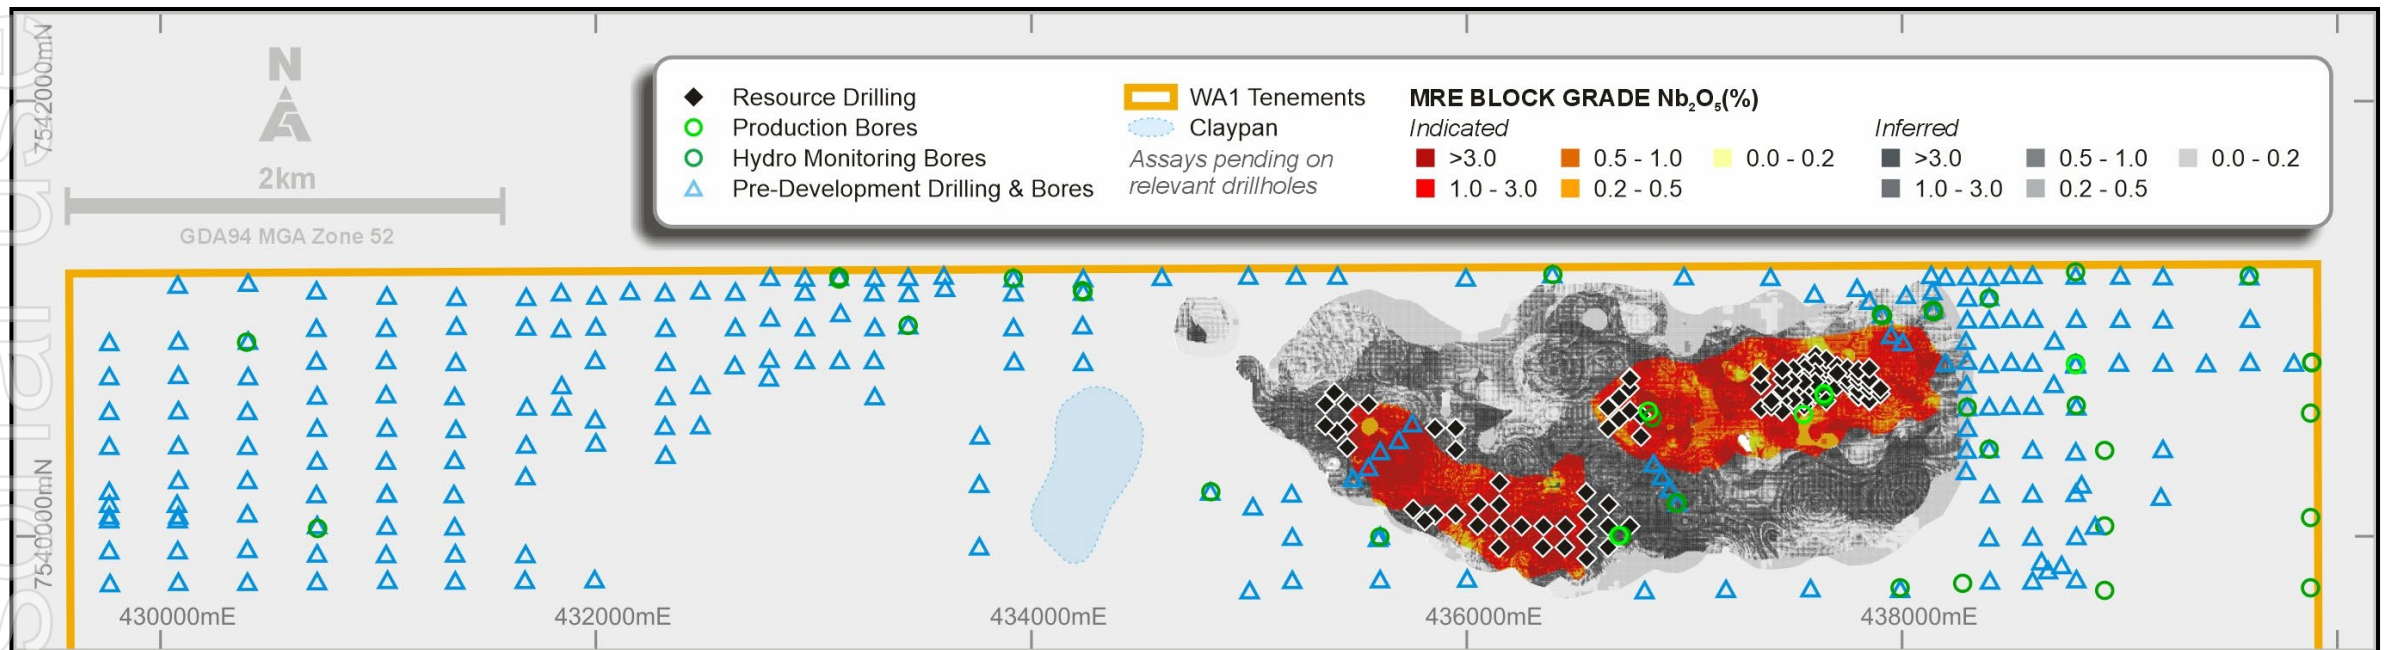 N
2km
GDA94 MGA Zone 52
7542000mN
7540000mN
Resource Drilling
Production Bores
Hydro Monitoring Bores
Pre-Development Drilling & Bores
WA1 Tenements
Claypan
Assays pending on
relevant drillholes
MRE BLOCK GRADE Nb₂O₅(%)
Indicated
>3.0 0.5 - 1.0 0.0 - 0.2
1.0 - 3.0 0.2 - 0.5
Inferred
>3.0 0.5 - 1.0 0.0 - 0.2
1.0 - 3.0 0.2 - 0.5
430000mE 432000mE 434000mE 436000mE 438000mE